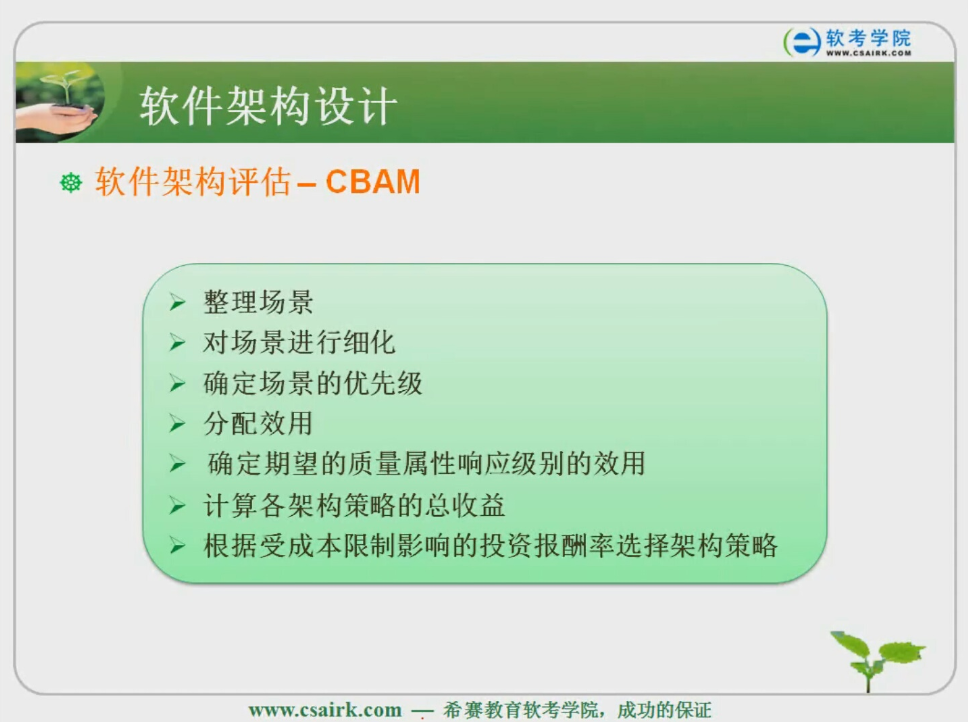 软考学院
WWW.CSAIRK.COM
软件架构设计
软件架构评估 – CBAM
整理场景
对场景进行细化
确定场景的优先级
分配效用
确定期望的质量属性响应级别的效用
计算各架构策略的总收益
根据受成本限制影响的投资报酬率选择架构策略
www.csairk.com — 希赛教育软考学院，成功的保证